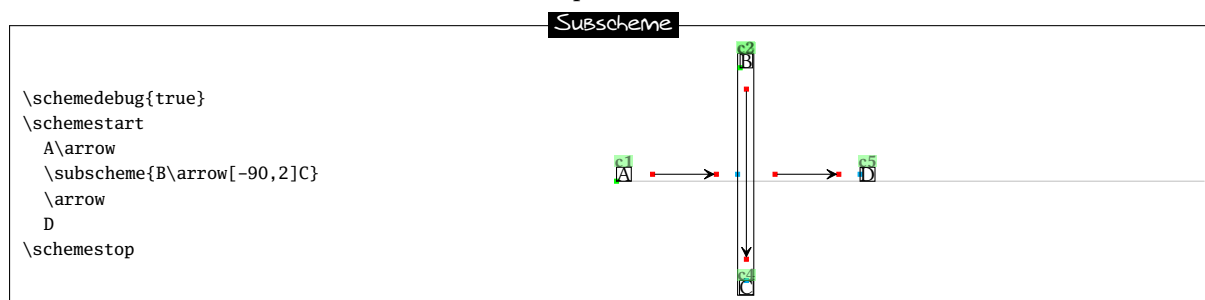 Subscheme
\schemedebug{true}
\schemestart
  A\arrow
  \subscheme{B\arrow[-90,2]C}
  \arrow
  D
\schemestop
c2
B
c1
A
c5
D
c4
C